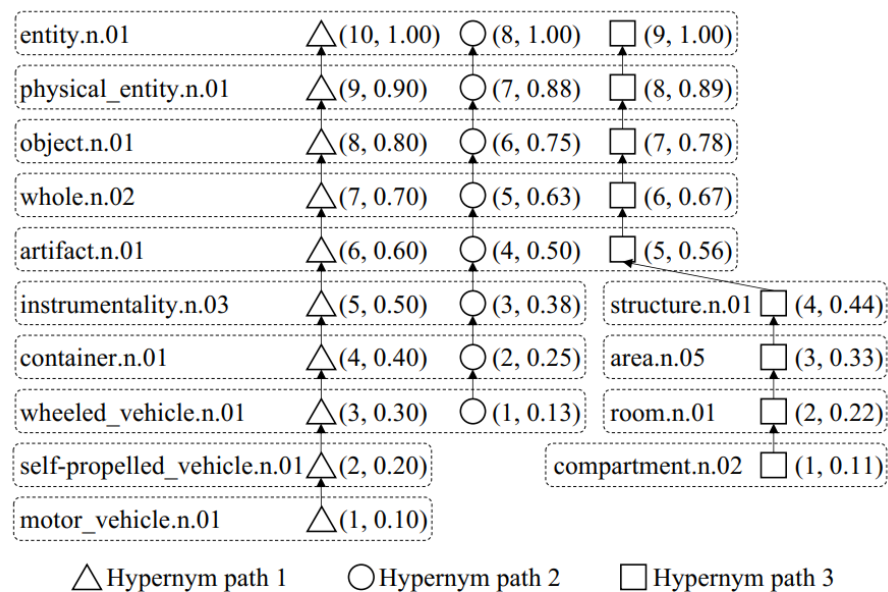 entity.n.01 (10, 1.00) (8, 1.00) (9, 1.00)
physical_entity.n.01 (9, 0.90) (7, 0.88) (8, 0.89)
object.n.01 (8, 0.80) (6, 0.75) (7, 0.78)
whole.n.02 (7, 0.70) (5, 0.63) (6, 0.67)
artifact.n.01 (6, 0.60) (4, 0.50) (5, 0.56)
instrumentality.n.03 (5, 0.50) (3, 0.38) structure.n.01 (4, 0.44)
container.n.01 (4, 0.40) (2, 0.25) area.n.05 (3, 0.33)
wheeled_vehicle.n.01 (3, 0.30) (1, 0.13) room.n.01 (2, 0.22)
self-propelled_vehicle.n.01 (2, 0.20) compartment.n.02 (1, 0.11)
motor_vehicle.n.01 (1, 0.10)
Hypernym path 1 Hypernym path 2 Hypernym path 3